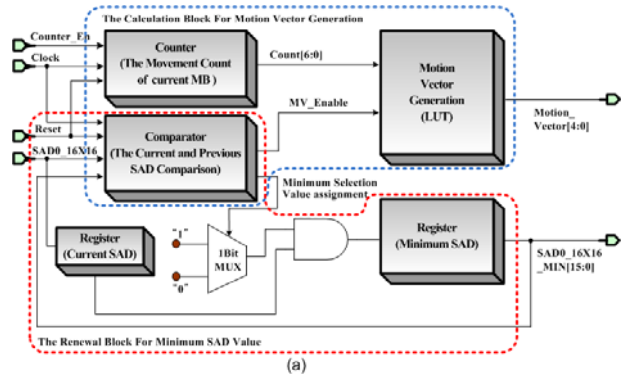 The Calculation Block For Motion Vector Generation
Counter_En
Clock
Counter
(The Movement Count
of current MB )
Count[6:0]
Motion
Vector
Generation
(LUT)
MV_Enable
Motion_
Vector[4:0]
Reset
SAD0_16X16
Comparator
(The Current and Previous
SAD Comparison)
Minimum Selection
Value assignment
Register
(Current SAD)
"1"
"0"
1Bit
MUX
Register
(Minimum SAD)
SAD0_16X16
_MIN[15:0]
The Renewal Block For Minimum SAD Value
(a)